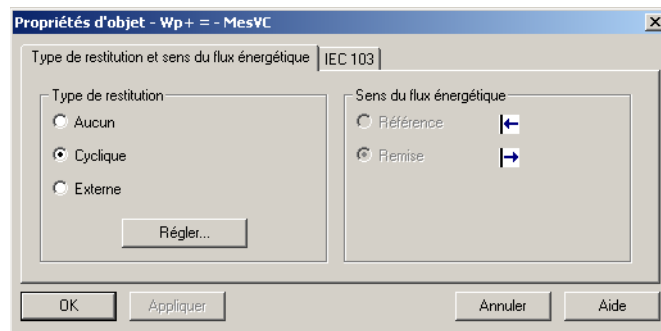 Propriétés d'objet - Wp+ = - MesVC
Type de restitution et sens du flux énergétique
IEC 103
Type de restitution
Aucun
Cyclique
Externe
Régler...
Sens du flux énergétique
Référence
Remise
OK
Appliquer
Annuler
Aide